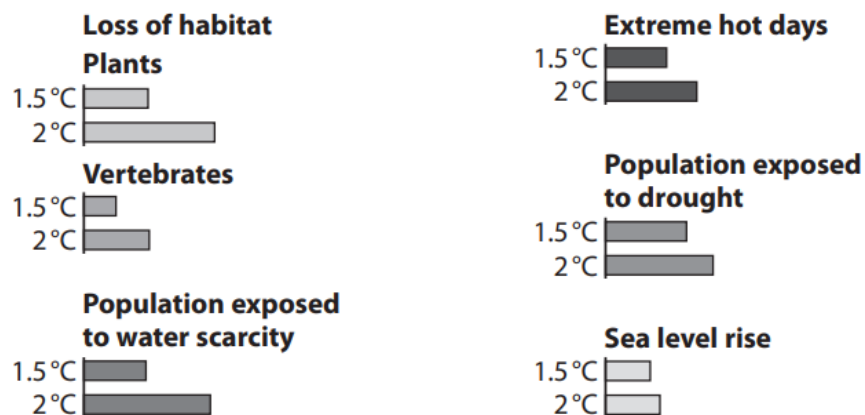 Loss of habitat
Plants
1.5 °C
2 °C
Vertebrates
1.5 °C
2 °C
Population exposed
to water scarcity
1.5 °C
2 °C
Extreme hot days
1.5 °C
2 °C
Population exposed
to drought
1.5 °C
2 °C
Sea level rise
1.5 °C
2 °C